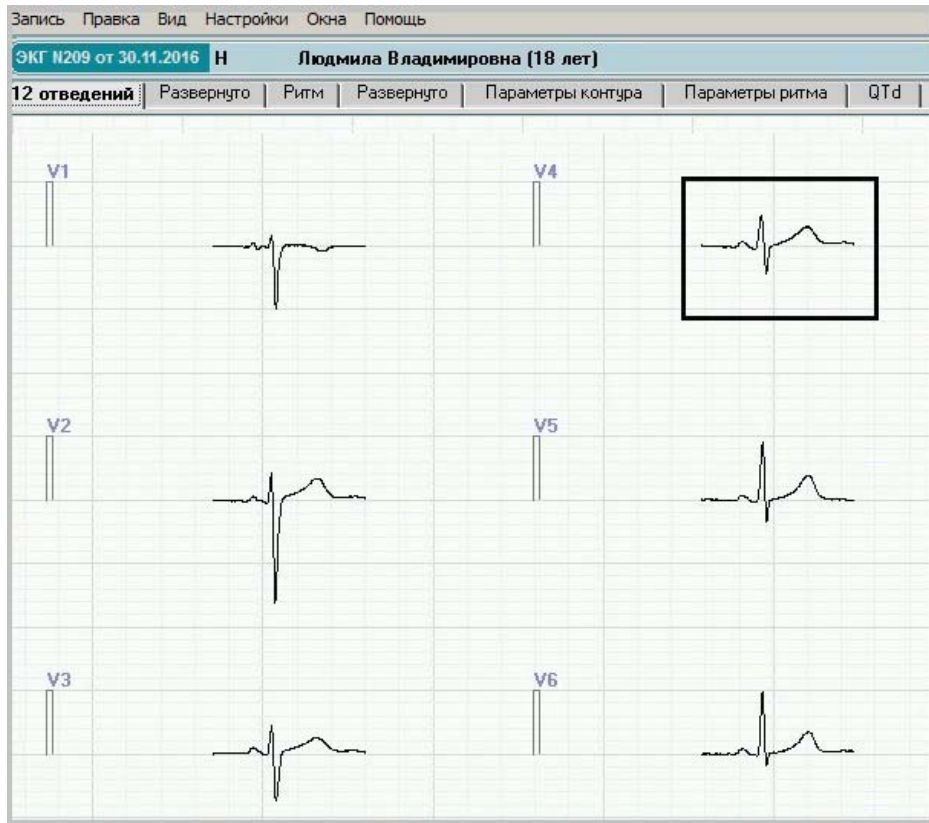 Запись Правка Вид Настройки Окна Помощь
ЭКГ N209 от 30.11.2016 Н Людмила Владимировна (18 лет)
12 отведений Развернуто Ритм Развернуто Параметры контура Параметры ритма QTd
V1 V4
V2 V5
V3 V6